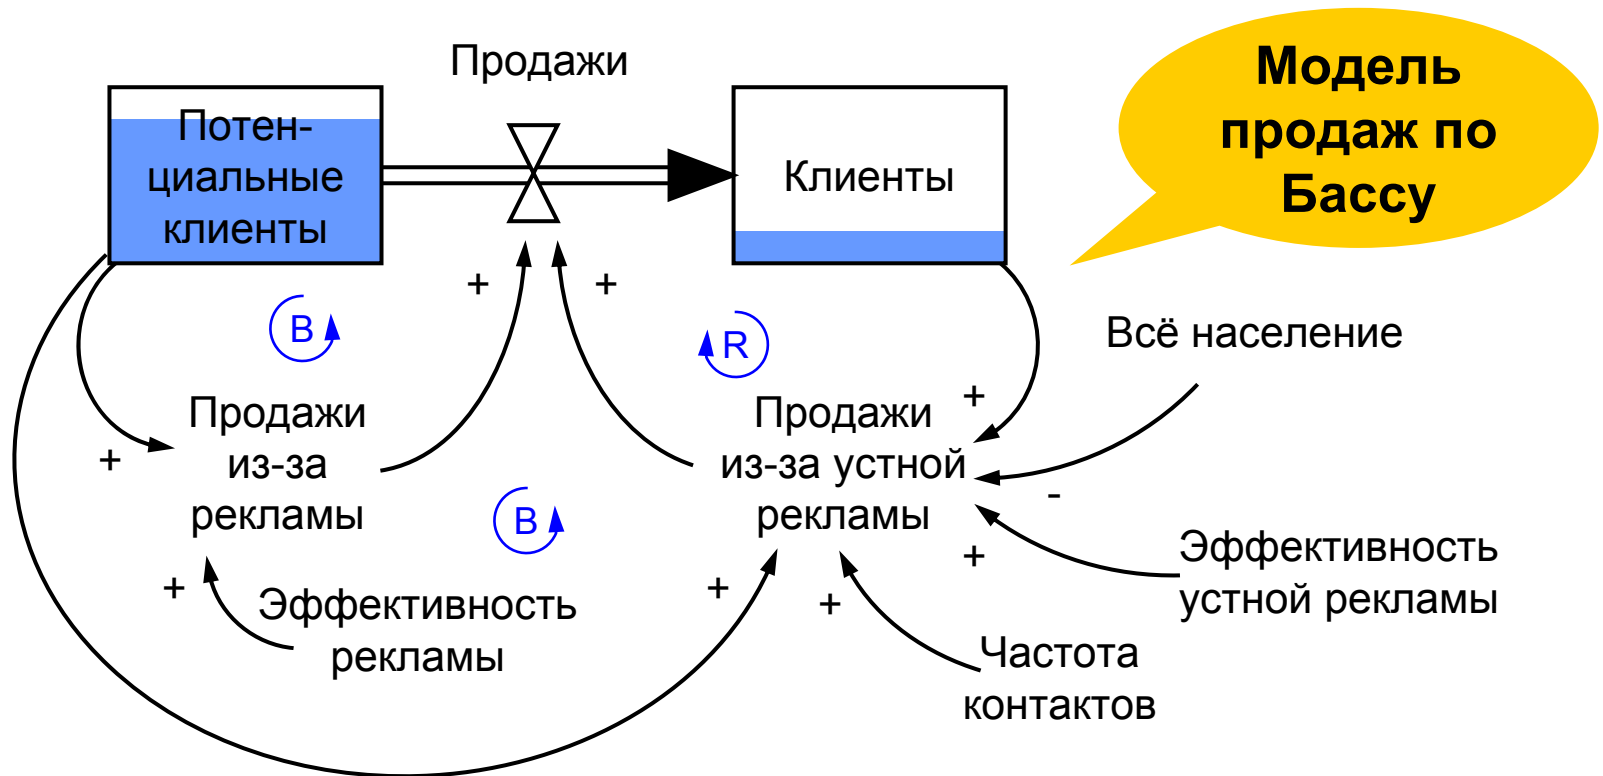 Продажи
Модель
продаж по
Бассу
Потен-
циальные
клиенты
Клиенты
+
+
B
R
Всё население
Продажи
из-за
рекламы
+
Продажи
из-за устной
рекламы
+
-
B
+
Эффективность
устной рекламы
+
Эффективность
рекламы
+
+
Частота
контактов